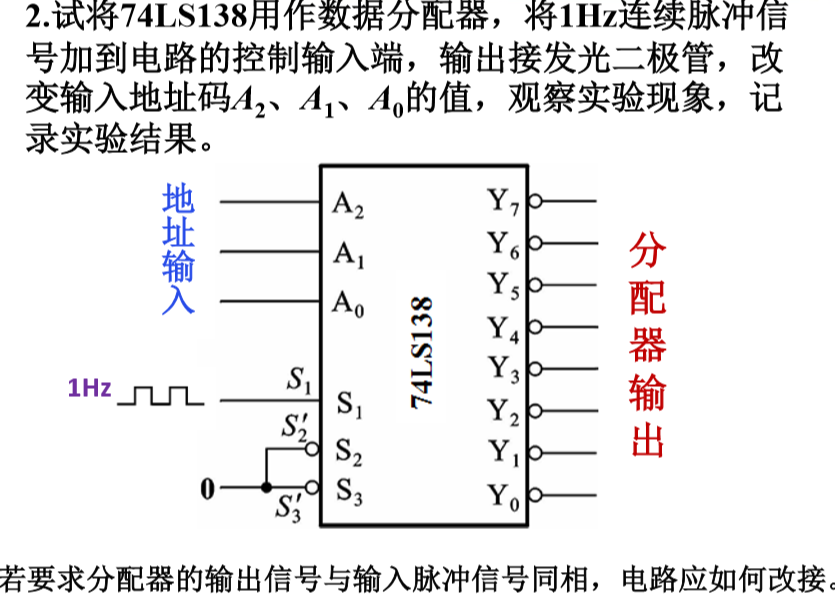 2.试将74LS138用作数据分配器，将1Hz连续脉冲信
号加到电路的控制输入端，输出接发光二极管，改
变输入地址码A₂、A₁、A₀的值，观察实验现象，记
录实验结果。
地址输入
A₂
A₁
A₀
1Hz
S₁
S₁
S′₂
S₂
0
S′₃
S₃
74LS138
Y₇
Y₆
Y₅
Y₄
Y₃
Y₂
Y₁
Y₀
分配器输出
若要求分配器的输出信号与输入脉冲信号同相，电路应如何改接。